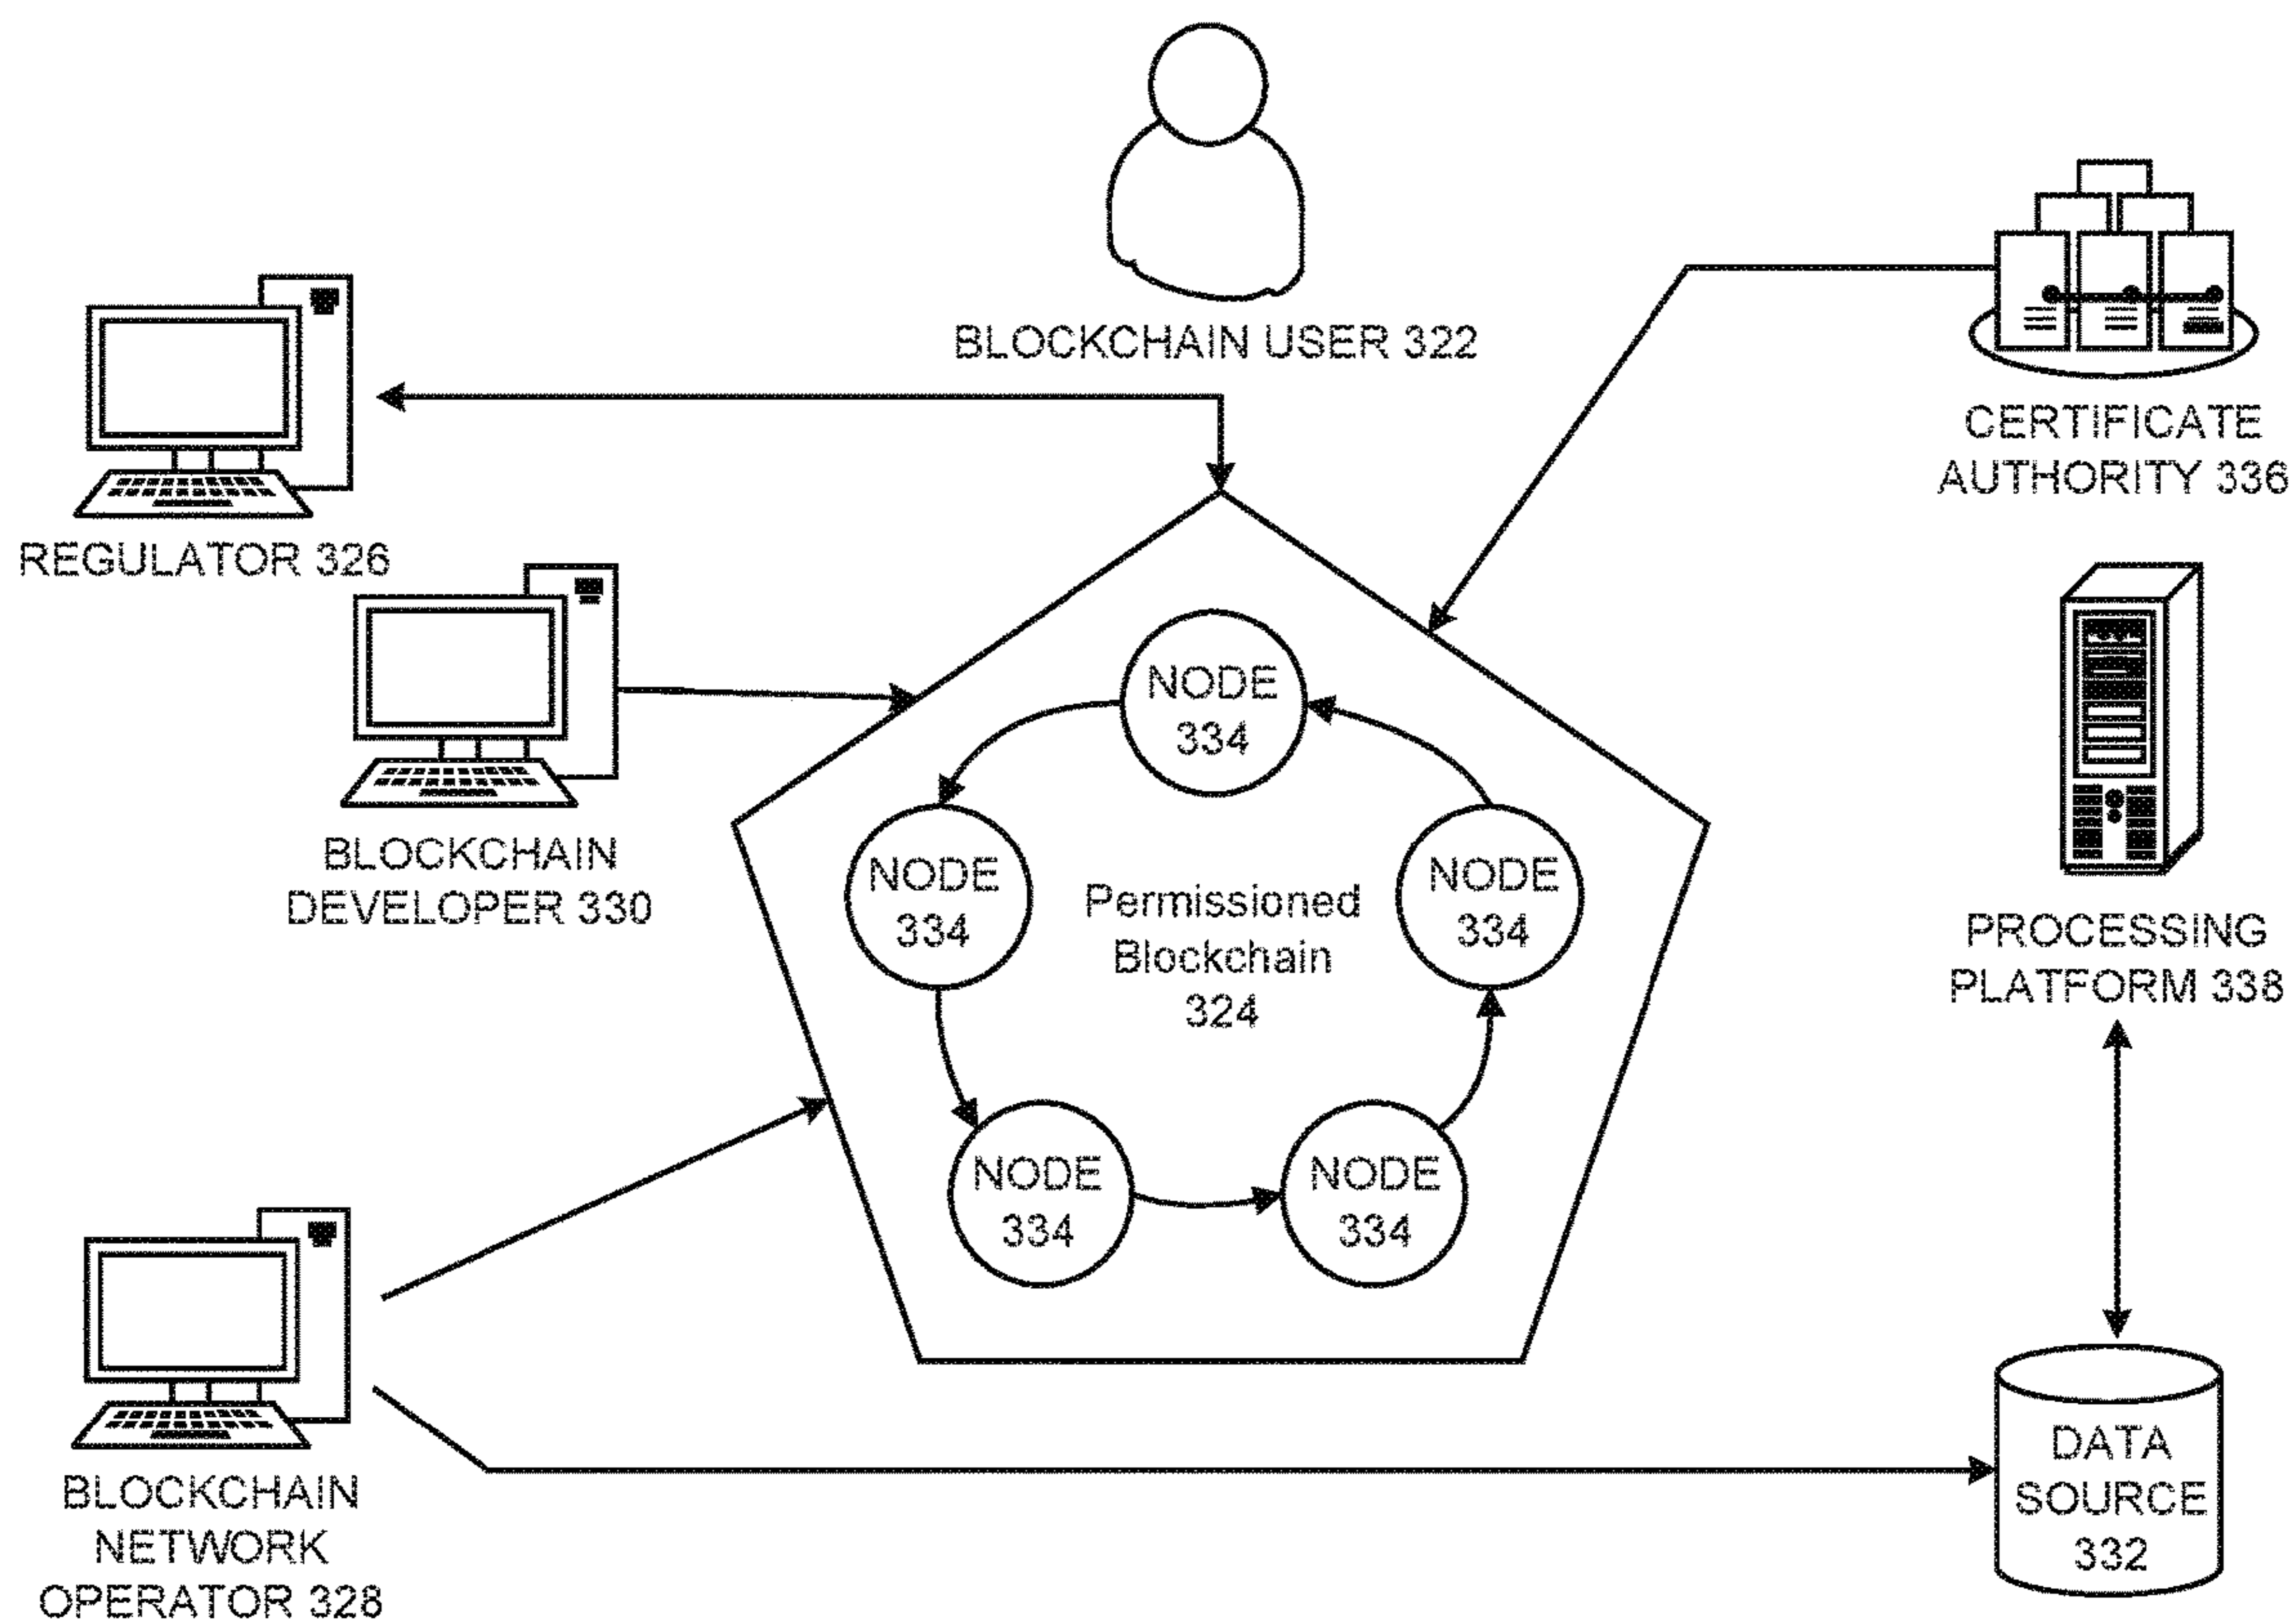 BLOCKCHAIN USER 322
CERTIFICATE
AUTHORITY 336
REGULATOR 326
BLOCKCHAIN
DEVELOPER 330
NODE
334
NODE
334
Permissioned
Blockchain
324
NODE
334
NODE
334
NODE
334
PROCESSING
PLATFORM 338
BLOCKCHAIN
NETWORK
OPERATOR 328
DATA
SOURCE
332